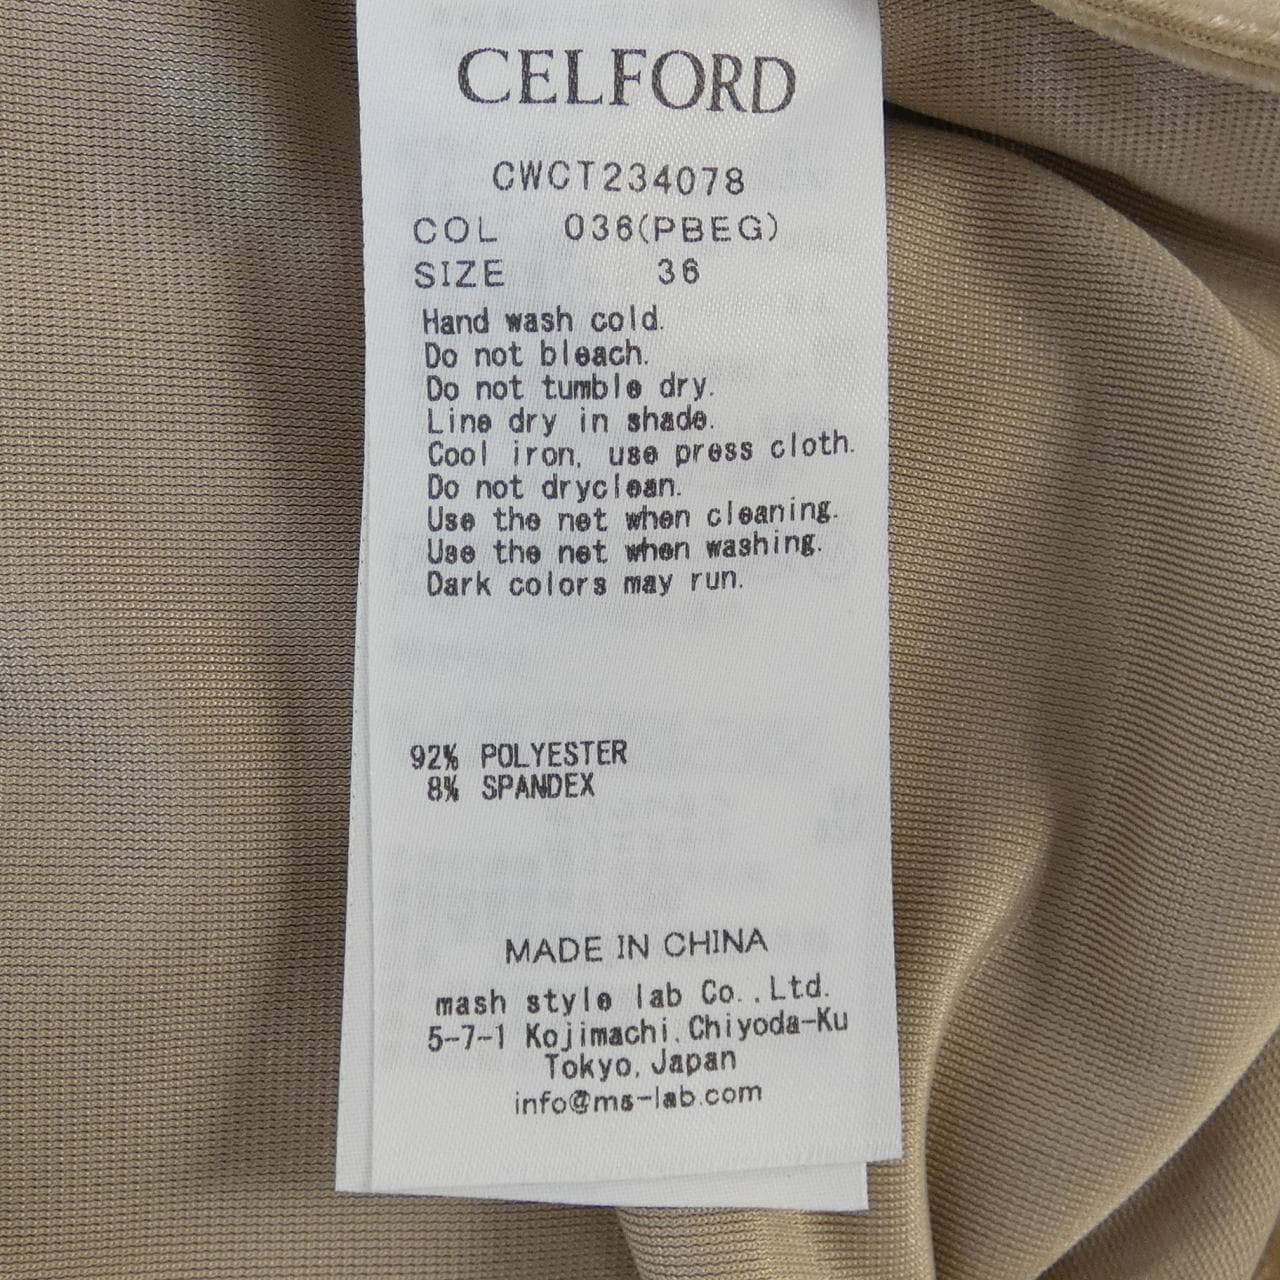 CELFORD
CWCT234078
COL 036(PBEG)
SIZE 36
Hand wash cold.
Do not bleach.
Do not tumble dry.
Line dry in shade.
Cool iron, use press cloth.
Do not dryclean.
Use the net when cleaning.
Use the net when washing.
Dark colors may run.
92% POLYESTER
8% SPANDEX
MADE IN CHINA
mash style lab Co.,Ltd.
5-7-1 Kojimachi,Chiyoda-Ku
Tokyo,Japan
info@ms-lab.com